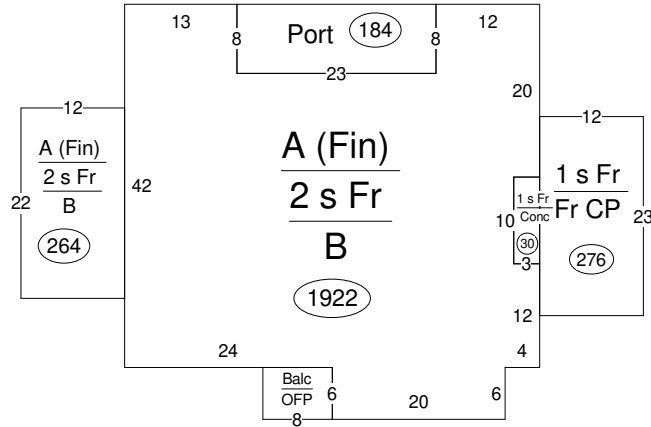 13
8
Port 184
8
12
23
20
12
A (Fin)
2 s Fr
B
22
264
42
A (Fin)
2 s Fr
B
1922
12
1 s Fr
Fr CP
23
276
1 s Fr
Conc
10
30
3
12
4
24
Balc
OFP
6
8
20
6